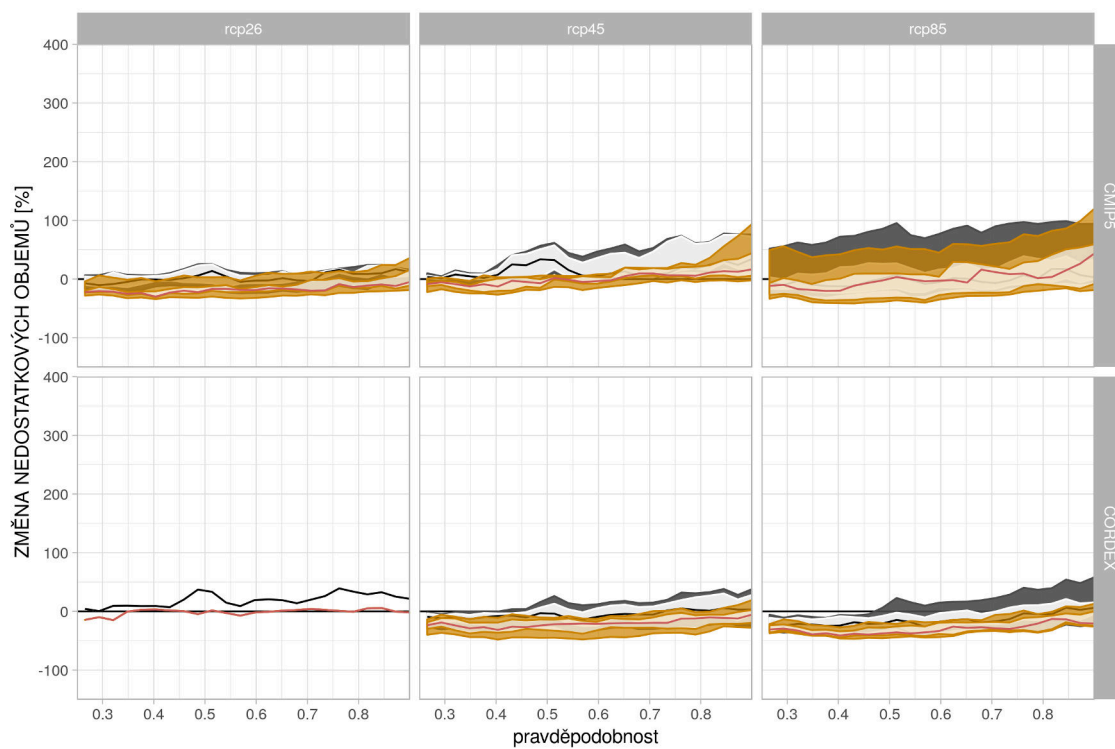 rcp26 rcp45 rcp85
400
300
200
100
0
-100
CMIP5
400
300
200
100
0
-100
CORDEX
ZMĚNA NEDOSTATKOVÝCH OBJEMŮ [%]
0.3 0.4 0.5 0.6 0.7 0.8 0.3 0.4 0.5 0.6 0.7 0.8 0.3 0.4 0.5 0.6 0.7 0.8
pravděpodobnost